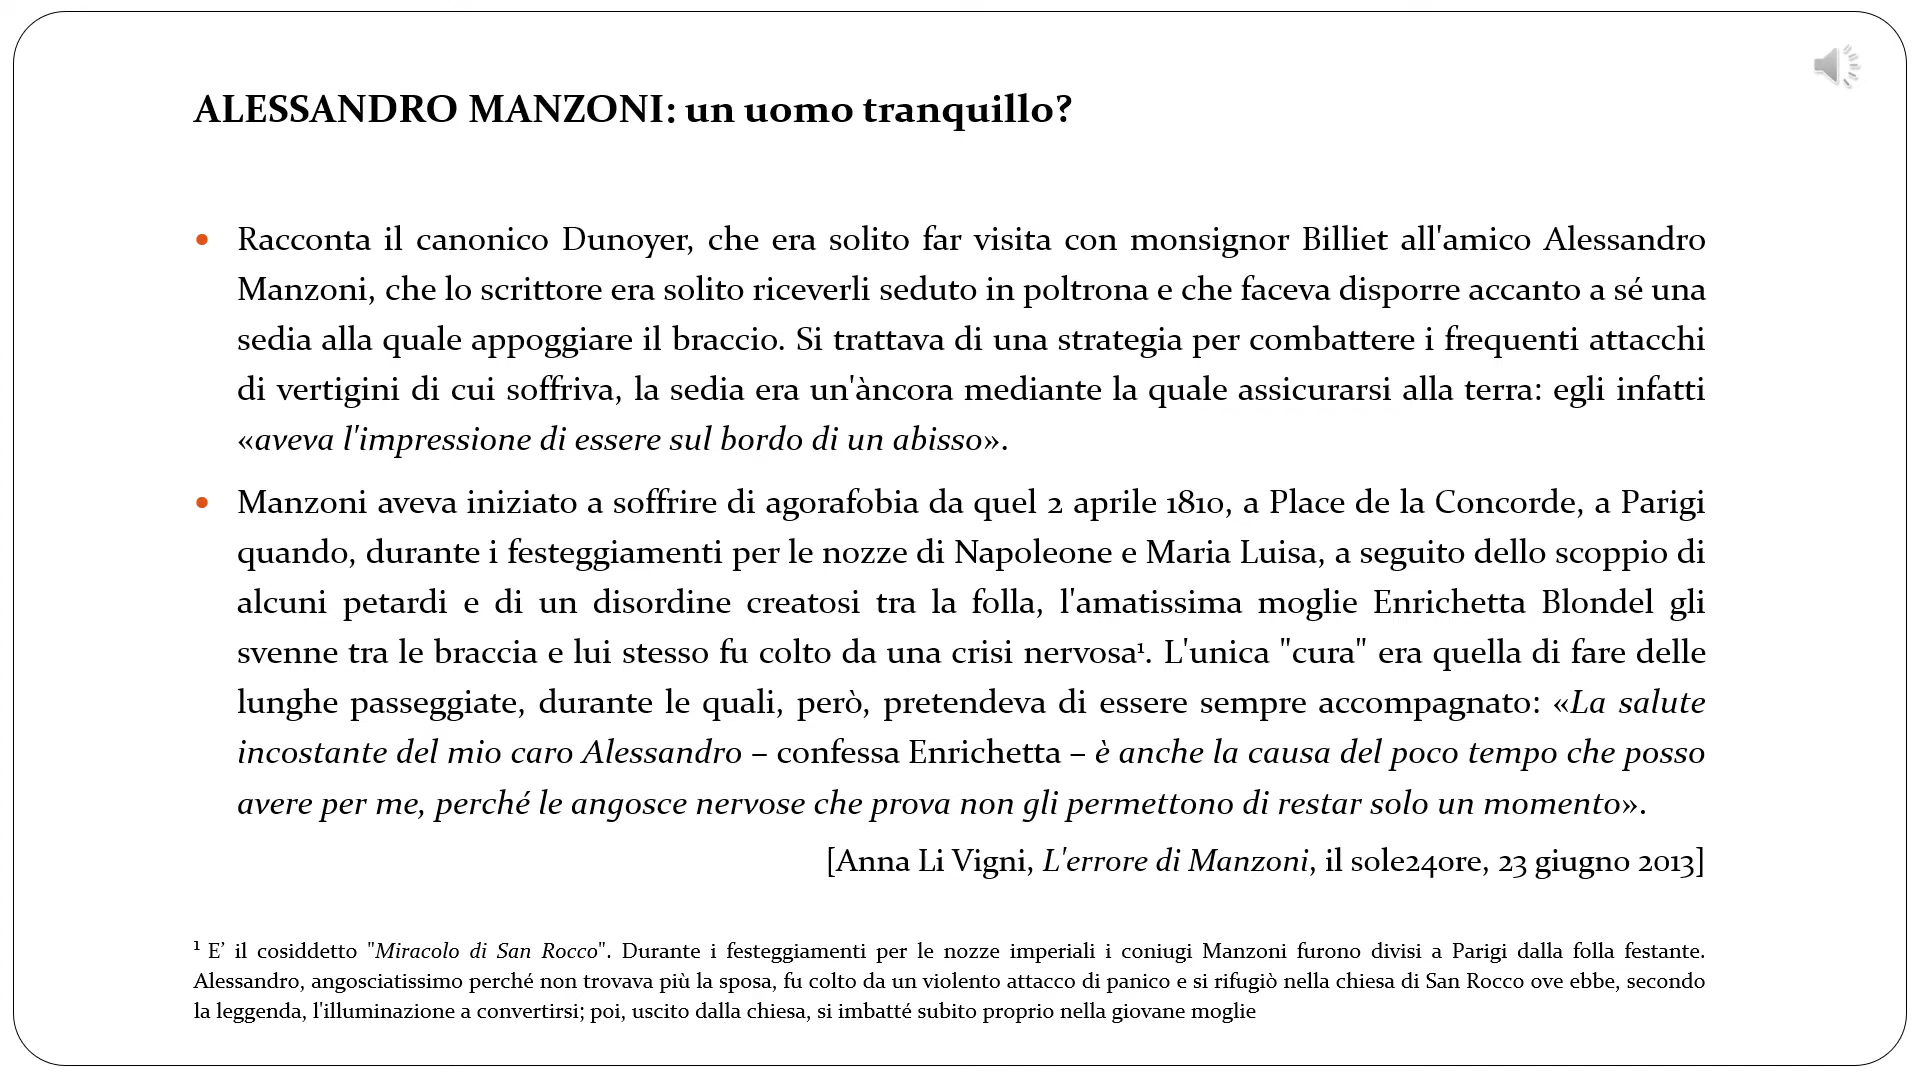 ALESSANDRO MANZONI: un uomo tranquillo?
• Racconta il canonico Dunoyer, che era solito far visita con monsignor Billiet all'amico Alessandro
Manzoni, che lo scrittore era solito riceverli seduto in poltrona e che faceva disporre accanto a sé una
sedia alla quale appoggiare il braccio. Si trattava di una strategia per combattere i frequenti attacchi
di vertigini di cui soffriva, la sedia era un'àncora mediante la quale assicurarsi alla terra: egli infatti
«aveva l'impressione di essere sul bordo di un abisso».
• Manzoni aveva iniziato a soffrire di agorafobia da quel 2 aprile 1810, a Place de la Concorde, a Parigi
quando, durante i festeggiamenti per le nozze di Napoleone e Maria Luisa, a seguito dello scoppio di
alcuni petardi e di un disordine creatosi tra la folla, l'amatissima moglie Enrichetta Blondel gli
svenne tra le braccia e lui stesso fu colto da una crisi nervosa¹. L'unica "cura" era quella di fare delle
lunghe passeggiate, durante le quali, però, pretendeva di essere sempre accompagnato: «La salute
incostante del mio caro Alessandro – confessa Enrichetta – è anche la causa del poco tempo che posso
avere per me, perché le angosce nervose che prova non gli permettono di restar solo un momento».
[Anna Li Vigni, L'errore di Manzoni, il sole24ore, 23 giugno 2013]
¹ E’ il cosiddetto "Miracolo di San Rocco". Durante i festeggiamenti per le nozze imperiali i coniugi Manzoni furono divisi a Parigi dalla folla festante.
Alessandro, angosciatissimo perché non trovava più la sposa, fu colto da un violento attacco di panico e si rifugiò nella chiesa di San Rocco ove ebbe, secondo
la leggenda, l'illuminazione a convertirsi; poi, uscito dalla chiesa, si imbatté subito proprio nella giovane moglie